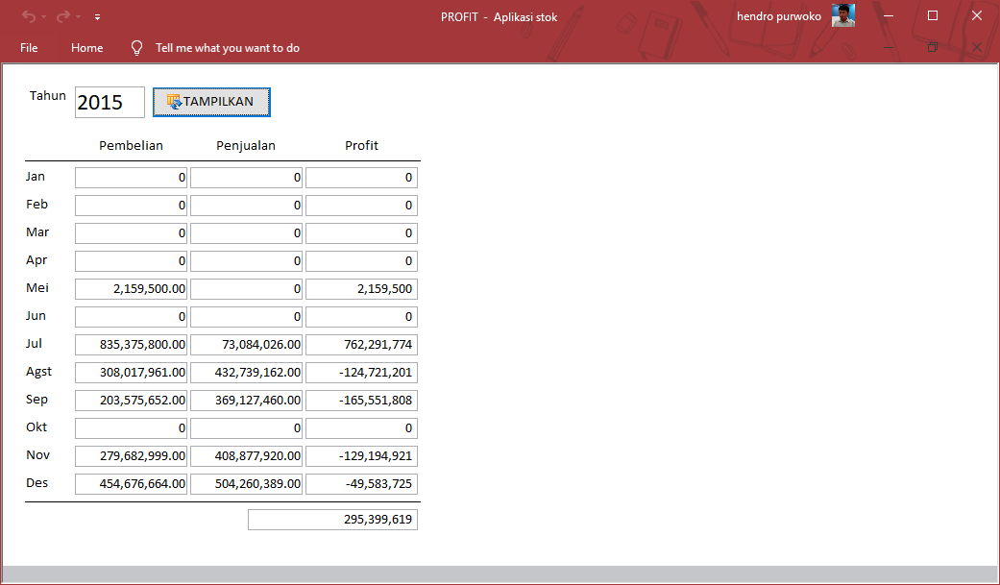 PROFIT - Aplikasi stok
hendro purwoko
File Home Tell me what you want to do
Tahun 2015 TAMPILKAN
Pembelian Penjualan Profit
Jan 0 0 0
Feb 0 0 0
Mar 0 0 0
Apr 0 0 0
Mei 2,159,500.00 0 2,159,500
Jun 0 0 0
Jul 835,375,800.00 73,084,026.00 762,291,774
Agst 308,017,961.00 432,739,162.00 -124,721,201
Sep 203,575,652.00 369,127,460.00 -165,551,808
Okt 0 0 0
Nov 279,682,999.00 408,877,920.00 -129,194,921
Des 454,676,664.00 504,260,389.00 -49,583,725
295,399,619